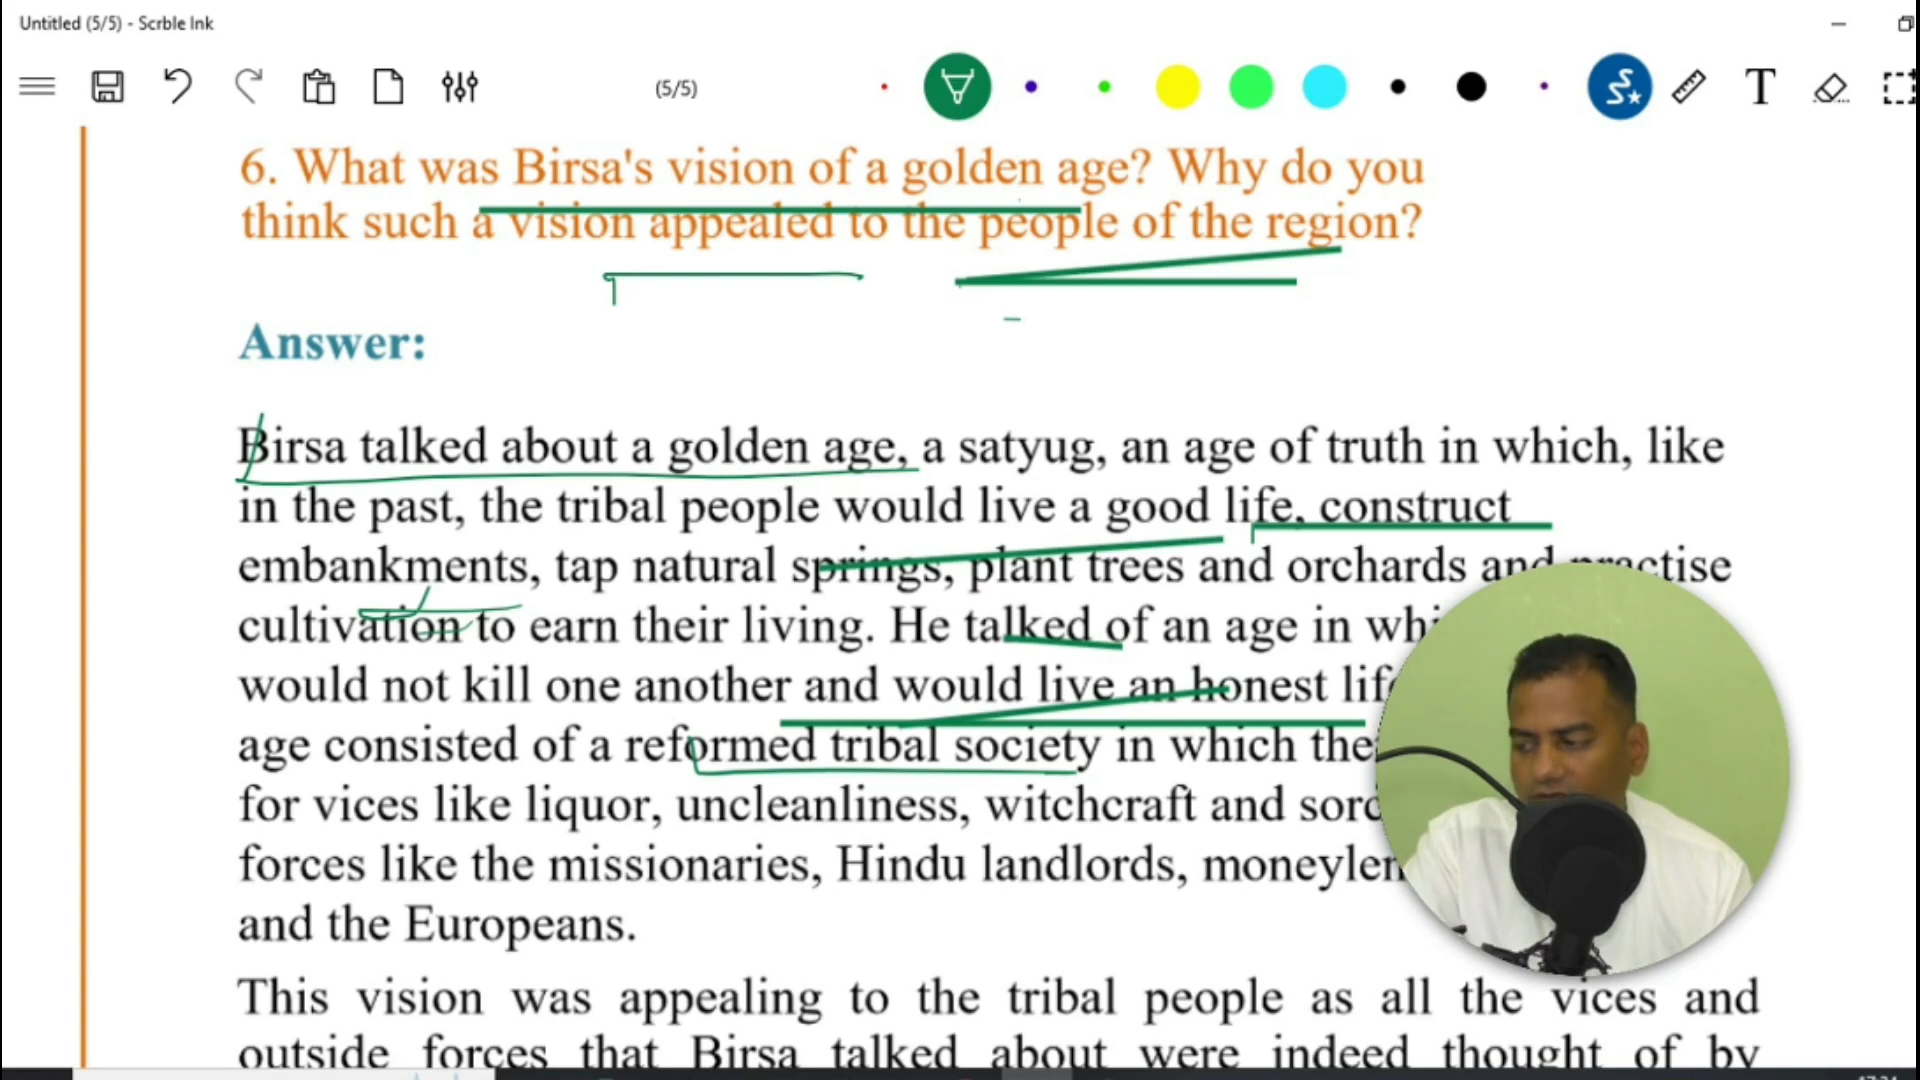 Untitled (5/5) - Scrble Ink
(5/5)
T
6. What was Birsa's vision of a golden age? Why do you
think such a vision appealed to the people of the region?
Answer:
Birsa talked about a golden age, a satyug, an age of truth in which, like
in the past, the tribal people would live a good life, construct
embankments, tap natural springs, plant trees and orchards and practise
cultivation to earn their living. He talked of an age in
would not kill one another and would live an honest
age consisted of a reformed tribal society in which
for vices like liquor, uncleanliness, witchcraft and
forces like the missionaries, Hindu landlords,
and the Europeans.
This vision was appealing to the tribal people as all the vices and
outside forces that Birsa talked about were indeed thought of by